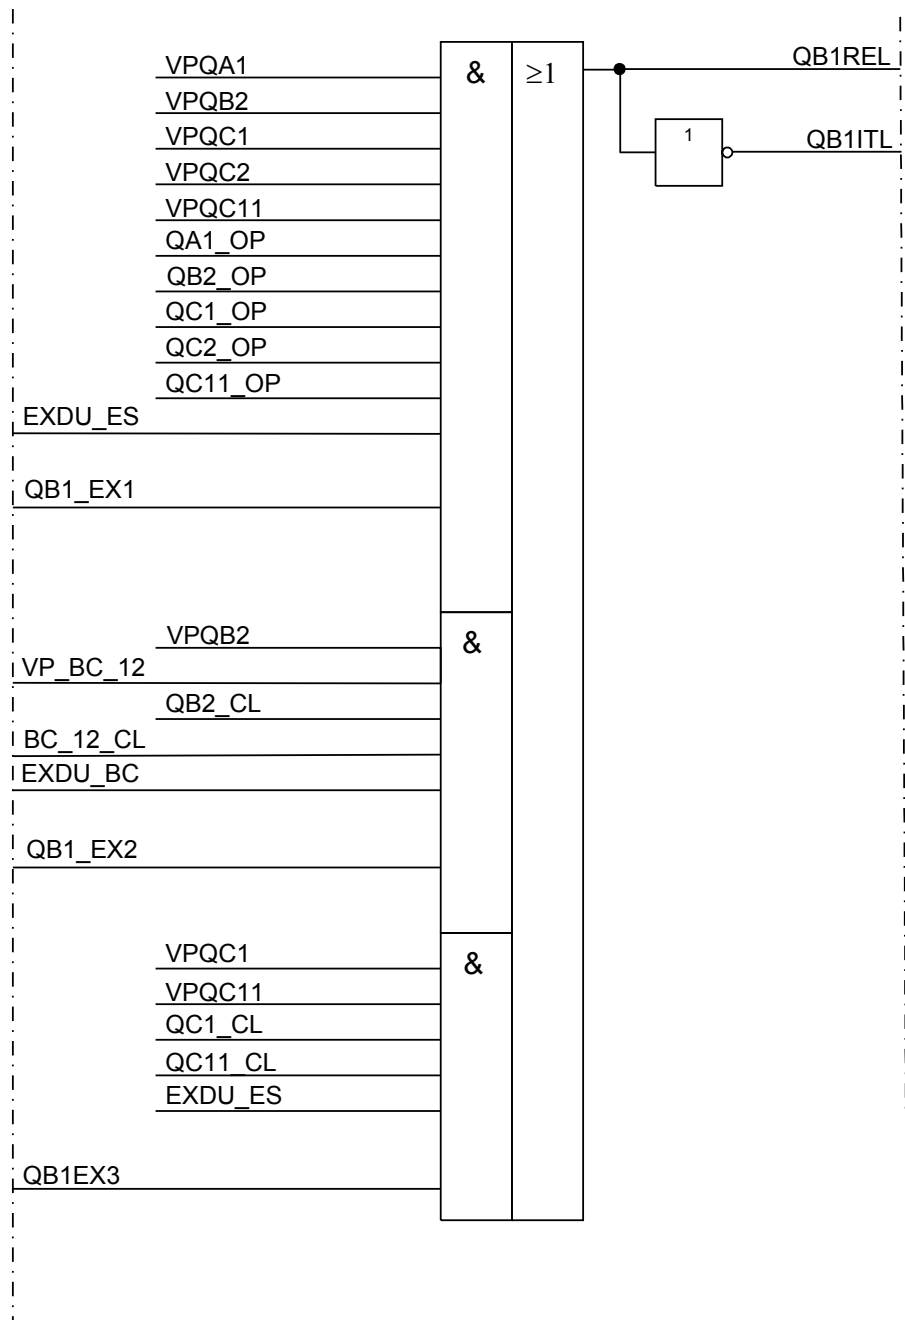 VPQA1
&
≥1
QB1REL
VPQB2
VPQC1
1
QB1ITL
VPQC2
VPQC11
QA1_OP
QB2_OP
QC1_OP
QC2_OP
QC11_OP
EXDU_ES
QB1_EX1
VPQB2
&
VP_BC_12
QB2_CL
BC_12_CL
EXDU_BC
QB1_EX2
VPQC1
&
VPQC11
QC1_CL
QC11_CL
EXDU_ES
QB1EX3